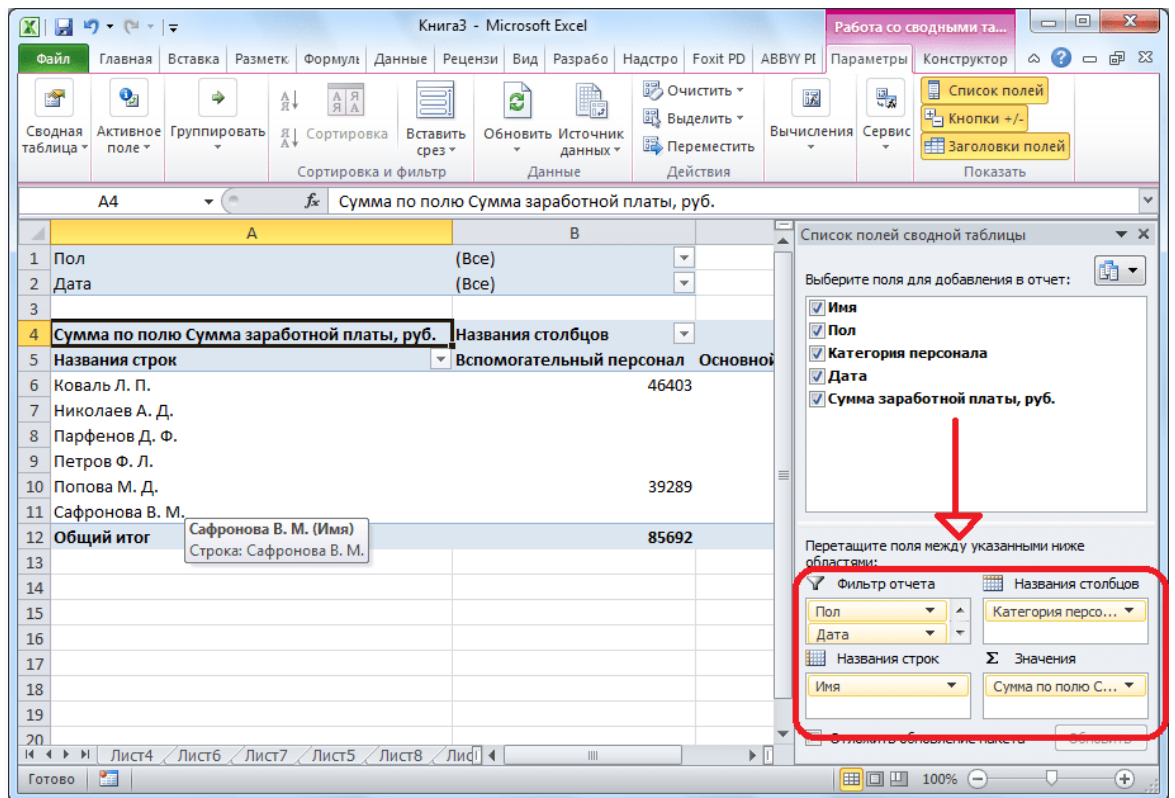 Книга3 - Microsoft Excel
Работа со сводными та...
Файл Главная Вставка Разметк Формулы Данные Рецензи Вид Разрабо Надстро Foxit PD ABBYY PI Параметры Конструктор
Сводная таблица
Активное поле
Группировать
Сортировка
Вставить срез
Обновить
Источник данных
Очистить
Выделить
Переместить
Вычисления
Сервис
Список полей
Кнопки +/-
Заголовки полей
Сортировка и фильтр
Данные
Действия
Показать
A4 fx Сумма по полю Сумма заработной платы, руб.
A B
1 Пол (Все)
2 Дата (Все)
3
4 Сумма по полю Сумма заработной платы, руб. Названия столбцов
5 Названия строк Вспомогательный персонал Основной
6 Коваль Л. П. 46403
7 Николаев А. Д.
8 Парфенов Д. Ф.
9 Петров Ф. Л.
10 Попова М. Д. 39289
11 Сафронова В. М.
12 Общий итог 85692
13
14
15
16
17
18
19
20
Сафронова В. М. (Имя)
Строка: Сафронова В. М.
Список полей сводной таблицы
Выберите поля для добавления в отчет:
Имя
Пол
Категория персонала
Дата
Сумма заработной платы, руб.
Перетащите поля между указанными ниже
областями:
Фильтр отчета
Названия столбцов
Пол
Категория персо...
Дата
Названия строк
Σ Значения
Имя
Сумма по полю С...
Отложить обновление макета
Обновить
Лист4 Лист6 Лист7 Лист5 Лист8 Лис
Готово
100%